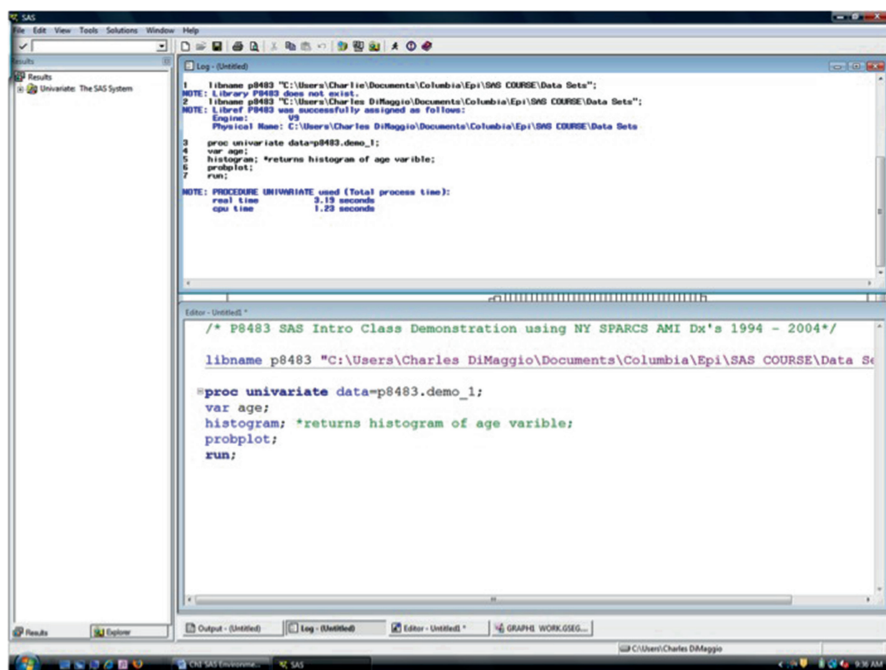 SAS
File Edit View Tools Solutions Window Help
Results
Results
Univariate: The SAS System
Log - (Untitled)
1 libname p8483 "C:\Users\Charlie\Documents\Columbia\Epi\SAS COURSE\Data Sets";
NOTE: Library P8483 does not exist.
2 libname p8483 "C:\Users\Charles DiMaggio\Documents\Columbia\Epi\SAS COURSE\Data Sets";
NOTE: Libref P8483 was successfully assigned as follows:
Engine: V9
Physical Name: C:\Users\Charles DiMaggio\Documents\Columbia\Epi\SAS COURSE\Data Sets
3 proc univariate data=p8483.demo_1;
4 var age;
5 histogram; *returns histogram of age varible;
6 probplot;
7 run;
NOTE: PROCEDURE UNIVARIATE used (Total process time):
real time 3.19 seconds
cpu time 1.23 seconds
Editor - Untitled1 *
/* P8483 SAS Intro Class Demonstration using NY SPARCS AMI Dx's 1994 - 2004*/
libname p8483 "C:\Users\Charles DiMaggio\Documents\Columbia\Epi\SAS COURSE\Data Se
proc univariate data=p8483.demo_1;
var age;
histogram; *returns histogram of age varible;
probplot;
run;
Results Explorer
Output - (Untitled) Log - (Untitled) Editor - Untitled1 * GRAPH1 WORK.GSEG...
C:\Users\Charles DiMaggio
Ch1 SAS Environme... SAS 9:36 AM